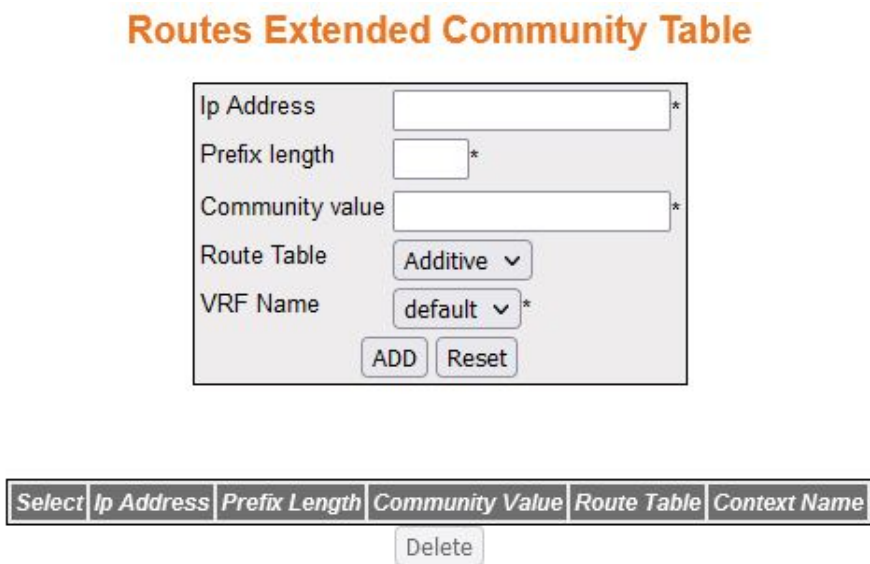 Routes Extended Community Table
Ip Address *
Prefix length *
Community value *
Route Table Additive
VRF Name default *
ADD Reset
Select Ip Address Prefix Length Community Value Route Table Context Name
Delete